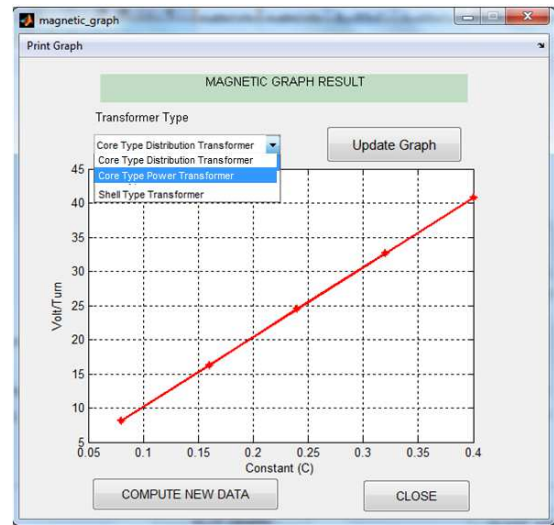 magnetic_graph
Print Graph
MAGNETIC GRAPH RESULT
Transformer Type
Core Type Distribution Transformer
Update Graph
Core Type Distribution Transformer
Core Type Power Transformer
Shell Type Transformer
45
40
35
30
25
20
15
10
5
Volt/Turn
0.05 0.1 0.15 0.2 0.25 0.3 0.35 0.4
Constant (C)
COMPUTE NEW DATA
CLOSE